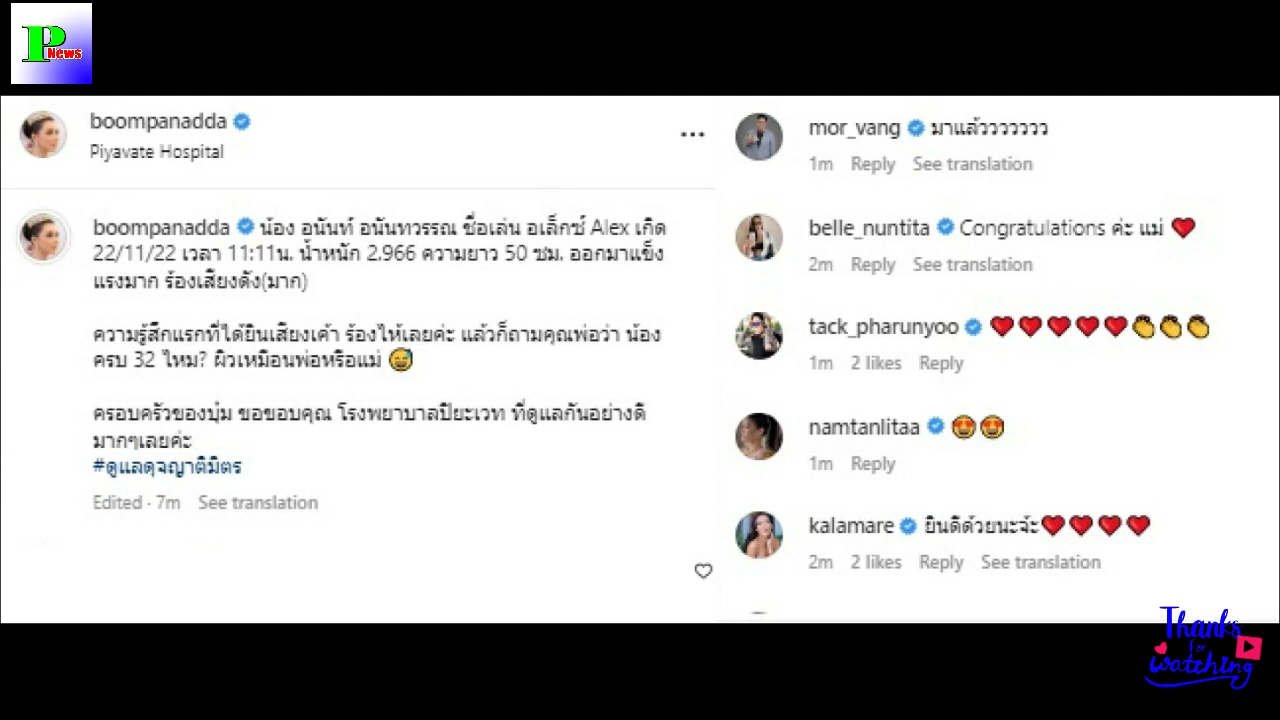 P
News
boompanadda
Piyavate Hospital
boompanadda น้อง อนันท์ อนันทวรรณ ชื่อเล่น อเล็กซ์ Alex เกิด
22/11/22 เวลา 11:11น. น้ำหนัก 2.966 ความยาว 50 ซม. ออกมาแข็ง
แรงมาก ร้องเสียงดัง(มาก)
ความรู้สึกแรกที่ได้ยินเสียงเค้า ร้องไห้เลยค่ะ แล้วก็ถามคุณพ่อว่า น้อง
ครบ 32 ไหม? ผิวเหมือนพ่อหรือแม่ 😅
ครอบครัวของบุ๋ม ขอขอบคุณ โรงพยาบาลปิยะเวท ที่ดูแลกันอย่างดี
มากๆเลยค่ะ
#ดูแลดุจญาติมิตร
Edited · 7m See translation
mor_vang มาแล้วววววววว
1m Reply See translation
belle_nuntita Congratulations ค่ะ แม่ ❤️
2m Reply See translation
tack_pharunyoo ❤️❤️❤️❤️❤️👏👏👏
1m 2 likes Reply
namtanlitaa 🤩🤩
1m Reply
kalamare ยินดีด้วยนะจ้ะ❤️❤️❤️❤️
2m 2 likes Reply See translation
Thanks
for
watching